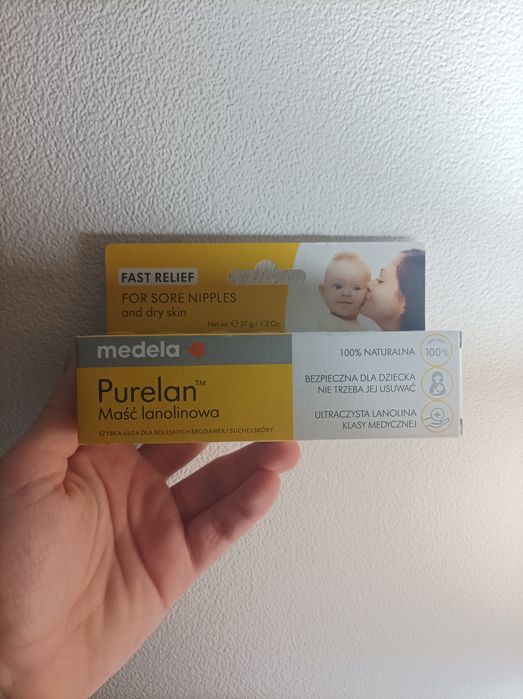 FAST RELIEF
FOR SORE NIPPLES
and dry skin
Net wt. ℮ 37 g / 1.3 Oz.
medela
Purelan™
Maść lanolinowa
SZYBKA ULGA DLA BOLESNYCH BRODAWEK I SUCHEJ SKÓRY
100% NATURALNA
100%
BEZPIECZNA DLA DZIECKA
NIE TRZEBA JEJ USUWAĆ
ULTRACZYSTA LANOLINA
KLASY MEDYCZNEJ